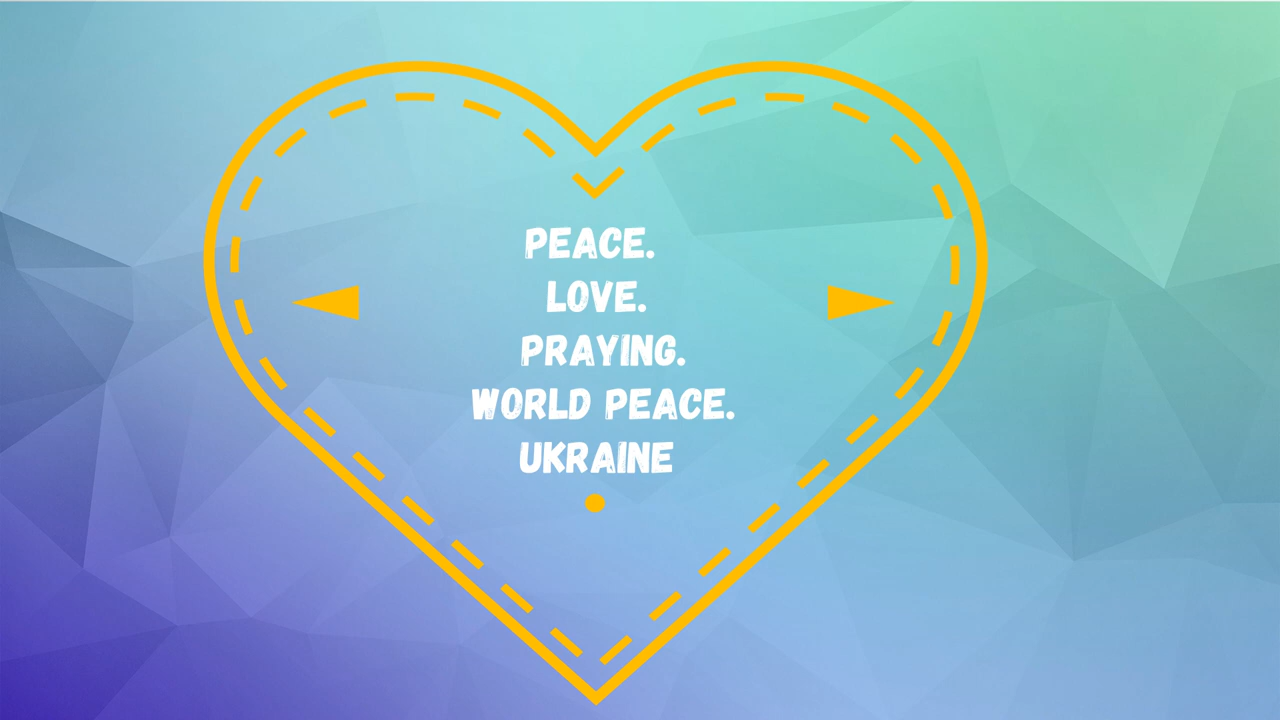 PEACE.
LOVE.
PRAYING.
WORLD PEACE.
UKRAINE